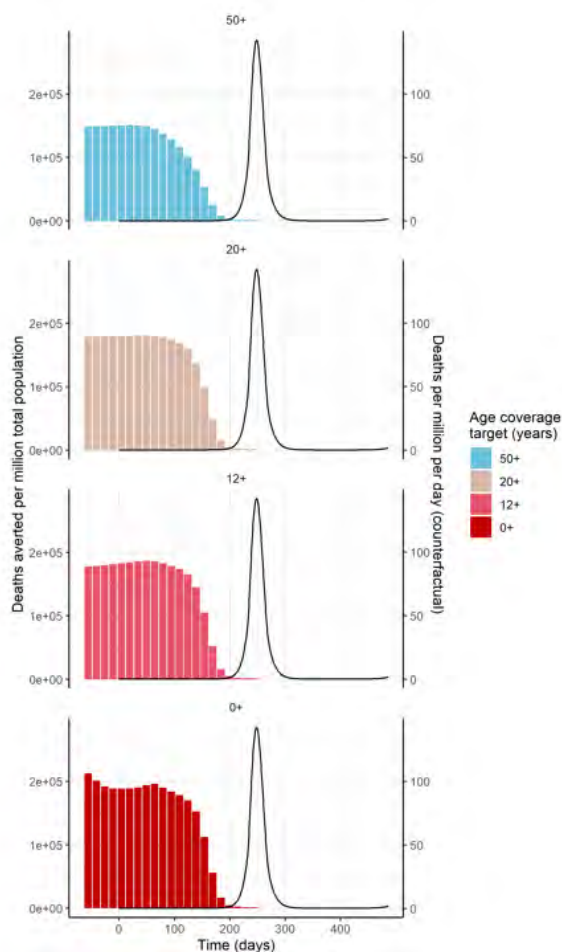 50+
2e+05
1e+05
0e+00
100
50
0
20+
2e+05
1e+05
0e+00
100
50
0
12+
2e+05
1e+05
0e+00
100
50
0
0+
2e+05
1e+05
0e+00
100
50
0
0 100 200 300 400
Time (days)
Deaths averted per million total population
Deaths per million per day (counterfactual)
Age coverage
target (years)
50+
20+
12+
0+